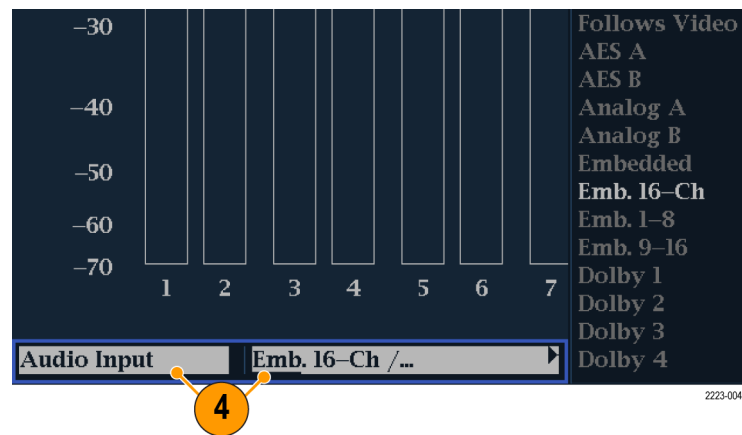 –30
–40
–50
–60
–70
1 2 3 4 5 6 7
Follows Video
AES A
AES B
Analog A
Analog B
Embedded
Emb. 16–Ch
Emb. 1–8
Emb. 9–16
Dolby 1
Dolby 2
Dolby 3
Dolby 4
Audio Input Emb. 16–Ch /...
4
2223-004